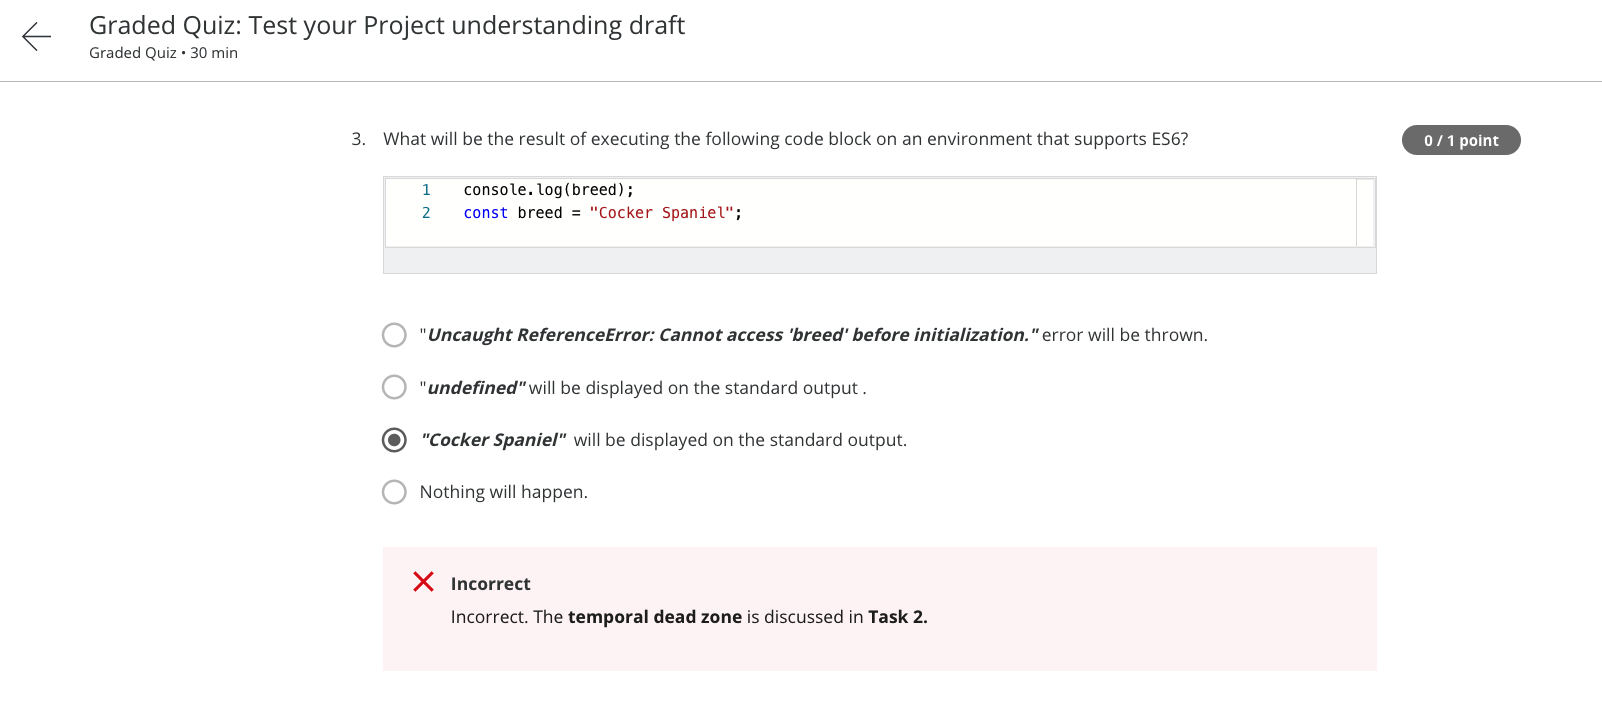 Graded Quiz: Test your Project understanding draft
Graded Quiz • 30 min
3. What will be the result of executing the following code block on an environment that supports ES6?
0 / 1 point
1 console.log(breed);
2 const breed = "Cocker Spaniel";
"Uncaught ReferenceError: Cannot access 'breed' before initialization." error will be thrown.
"undefined" will be displayed on the standard output .
"Cocker Spaniel" will be displayed on the standard output.
Nothing will happen.
Incorrect
Incorrect. The temporal dead zone is discussed in Task 2.